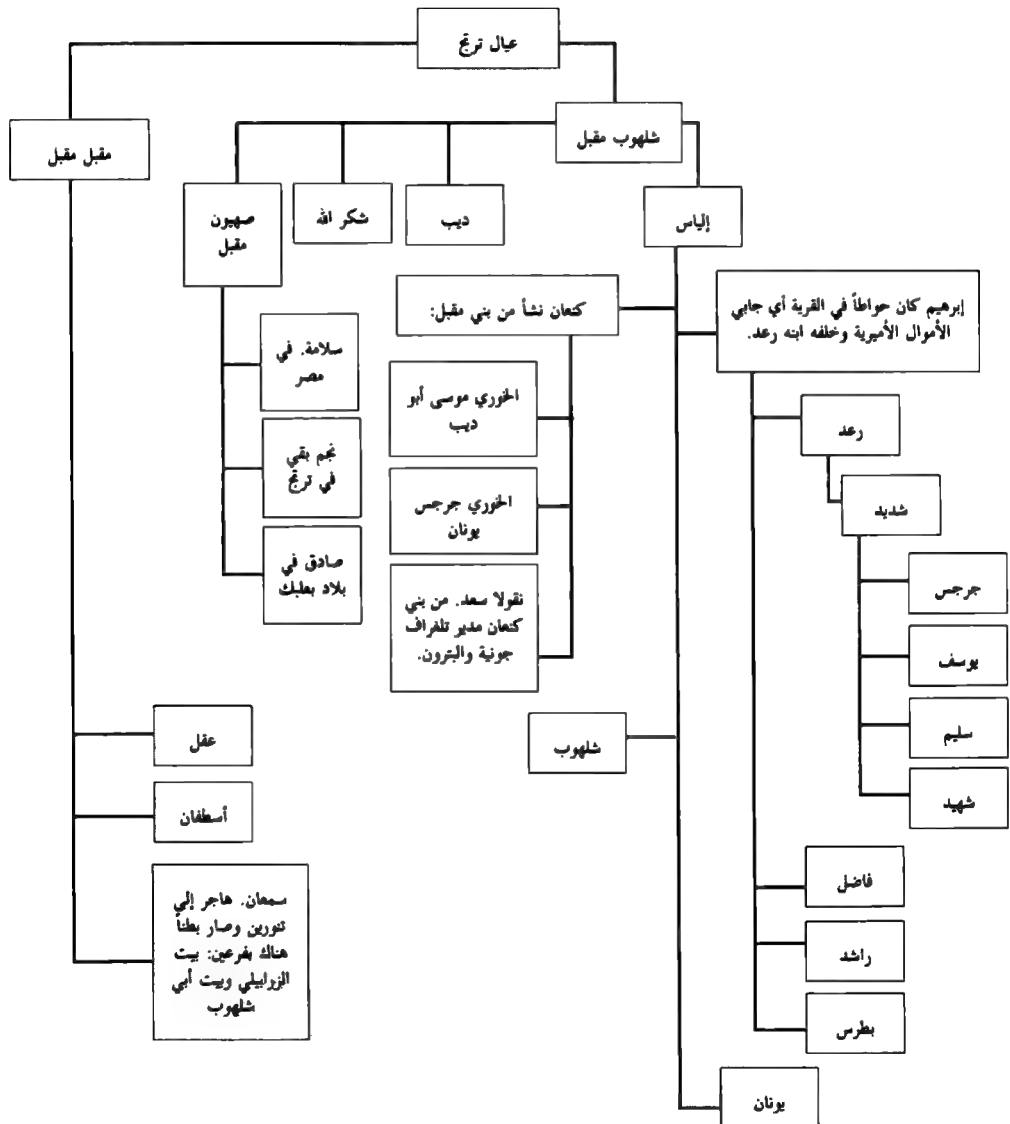 عيال ترتج
شلهوب مقبل
مقبل مقبل
إلياس
ديب
شكر الله
صهيون
مقبل
إبرهيم كان حواطاً في القرية أي جابي
الأموال الأميرية وخلفه ابنه رعد.
رعد
شديد
جرجس
يوسف
سليم
شهيد
فاضل
راشد
بطرس
كنعان نشأ من بني مقبل:
الخوري موسى أبو
ديب
الخوري جرجس
يونان
نقولا سعد. من بني
كنعان مدير تلغراف
جونية والبترون.
شلهوب
يونان
سلامة. في
مصر
نجم بقي
في ترتج
صادق في
بلاد بعلبك
عقل
أسطفان
سمعان. هاجر إلى
تنورين وصار بطناً
هناك بفرعين: بيت
الزرابيلي وبيت أبي
شلهوب